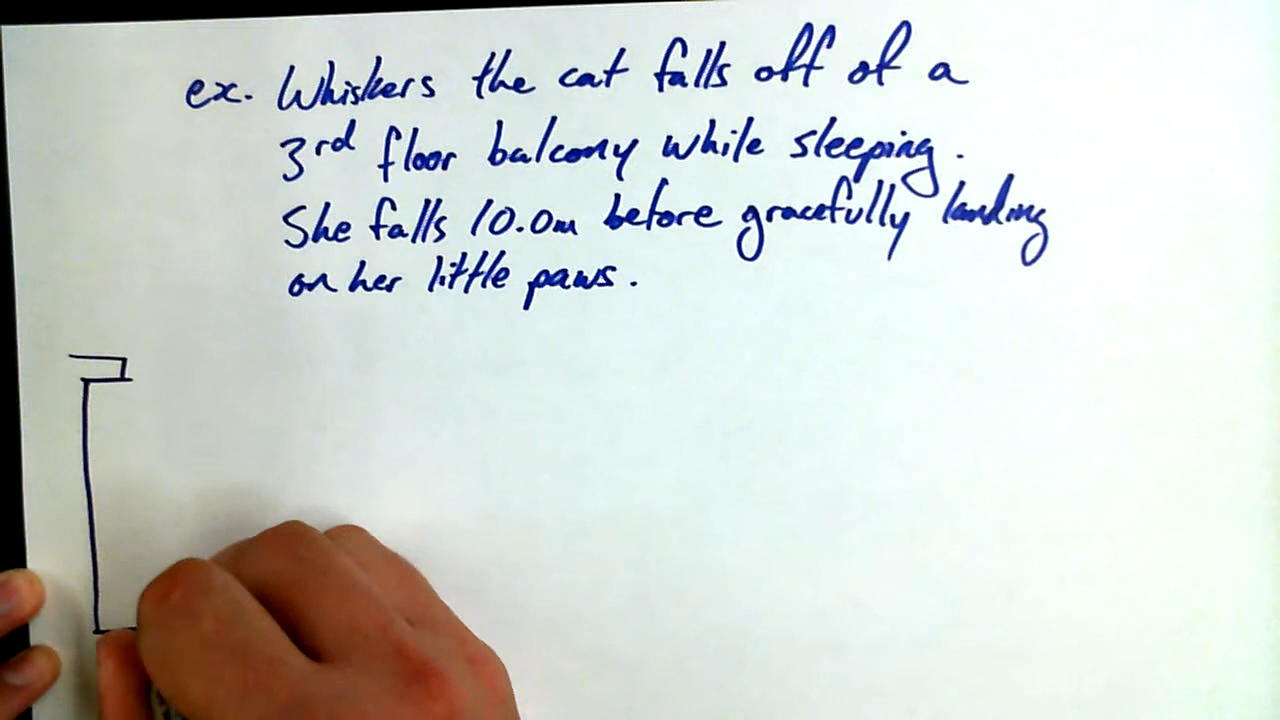 ex. Whiskers the cat falls off of a
3rd floor balcony while sleeping.
She falls 10.0m before gracefully landing
on her little paws.